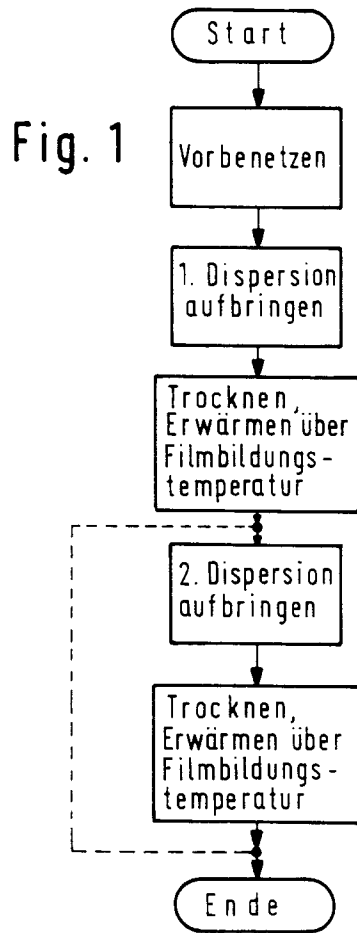 Start
Fig. 1
Vorbenetzen
1. Dispersion
aufbringen
Trocknen,
Erwärmen über
Filmbildungs-
temperatur
2. Dispersion
aufbringen
Trocknen,
Erwärmen über
Filmbildungs-
temperatur
Ende